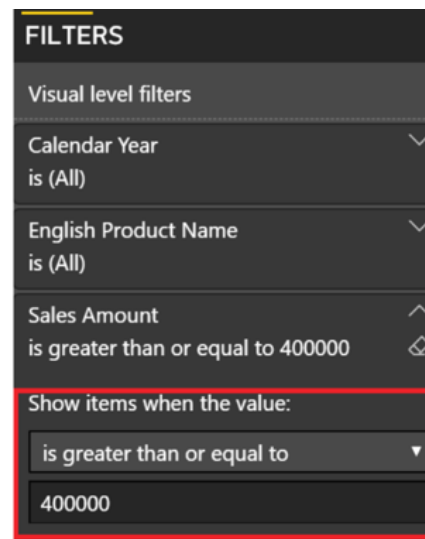 FILTERS
Visual level filters
Calendar Year
is (All)
English Product Name
is (All)
Sales Amount
is greater than or equal to 400000
Show items when the value:
is greater than or equal to
400000